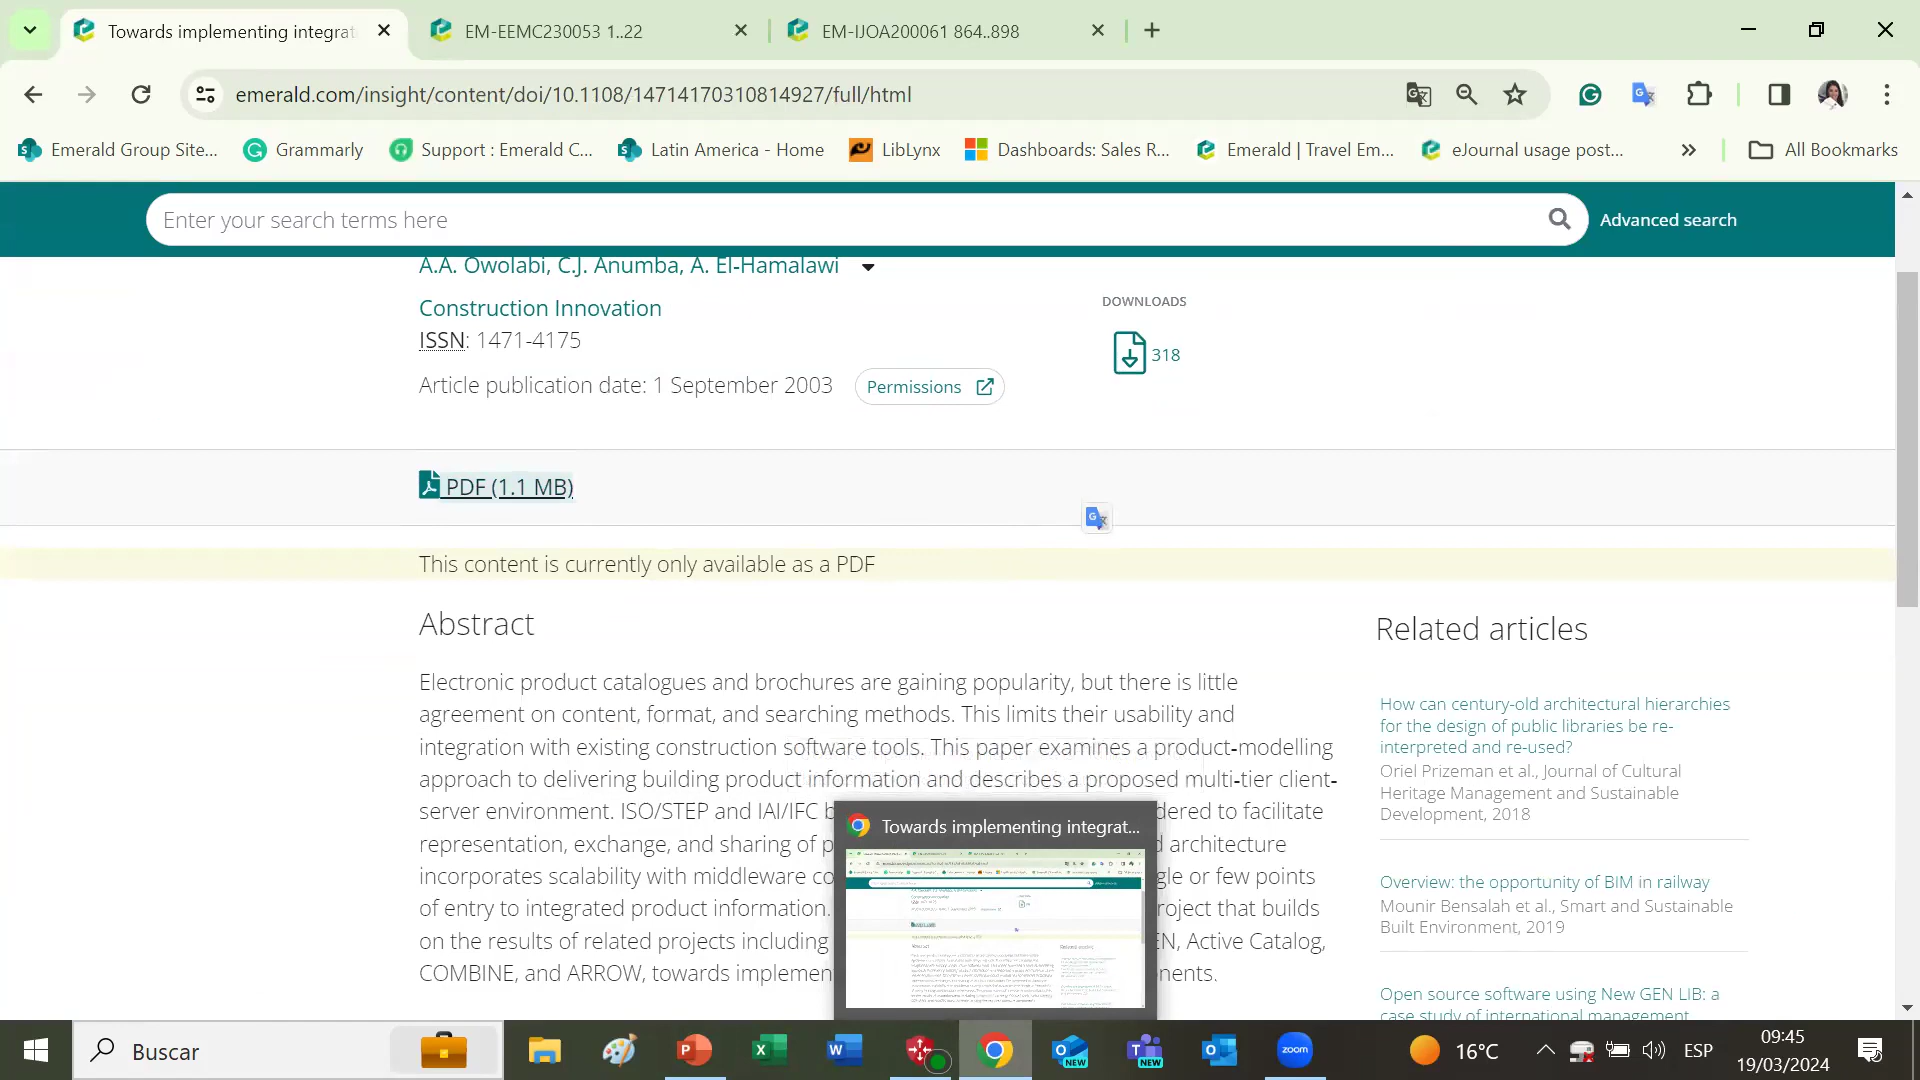 Towards implementing integrat
EM-EEMC230053 1..22
EM-IJOA200061 864..898
emerald.com/insight/content/doi/10.1108/14714170310814927/full/html
Emerald Group Site...
Grammarly
Support : Emerald C...
Latin America - Home
LibLynx
Dashboards: Sales R...
Emerald | Travel Em...
eJournal usage post...
All Bookmarks
Enter your search terms here
Advanced search
A.A. Owolabi, C.J. Anumba, A. El-Hamalawi
Construction Innovation
ISSN: 1471-4175
Article publication date: 1 September 2003
Permissions
DOWNLOADS
318
PDF (1.1 MB)
This content is currently only available as a PDF
Abstract
Electronic product catalogues and brochures are gaining popularity, but there is little
agreement on content, format, and searching methods. This limits their usability and
integration with existing construction software tools. This paper examines a product-modelling
approach to delivering building product information and describes a proposed multi-tier client-
server environment. ISO/STEP and IAI/IFC b dered to facilitate
representation, exchange, and sharing of p d architecture
incorporates scalability with middleware co gle or few points
of entry to integrated product information. roject that builds
on the results of related projects including EN, Active Catalog,
COMBINE, and ARROW, towards implemen nents.
Related articles
How can century-old architectural hierarchies
for the design of public libraries be re-
interpreted and re-used?
Oriel Prizeman et al., Journal of Cultural
Heritage Management and Sustainable
Development, 2018
Overview: the opportunity of BIM in railway
Mounir Bensalah et al., Smart and Sustainable
Built Environment, 2019
Open source software using New GEN LIB: a
case study of international management
Towards implementing integrat...
Buscar
zoom
16°C
ESP
09:45
19/03/2024